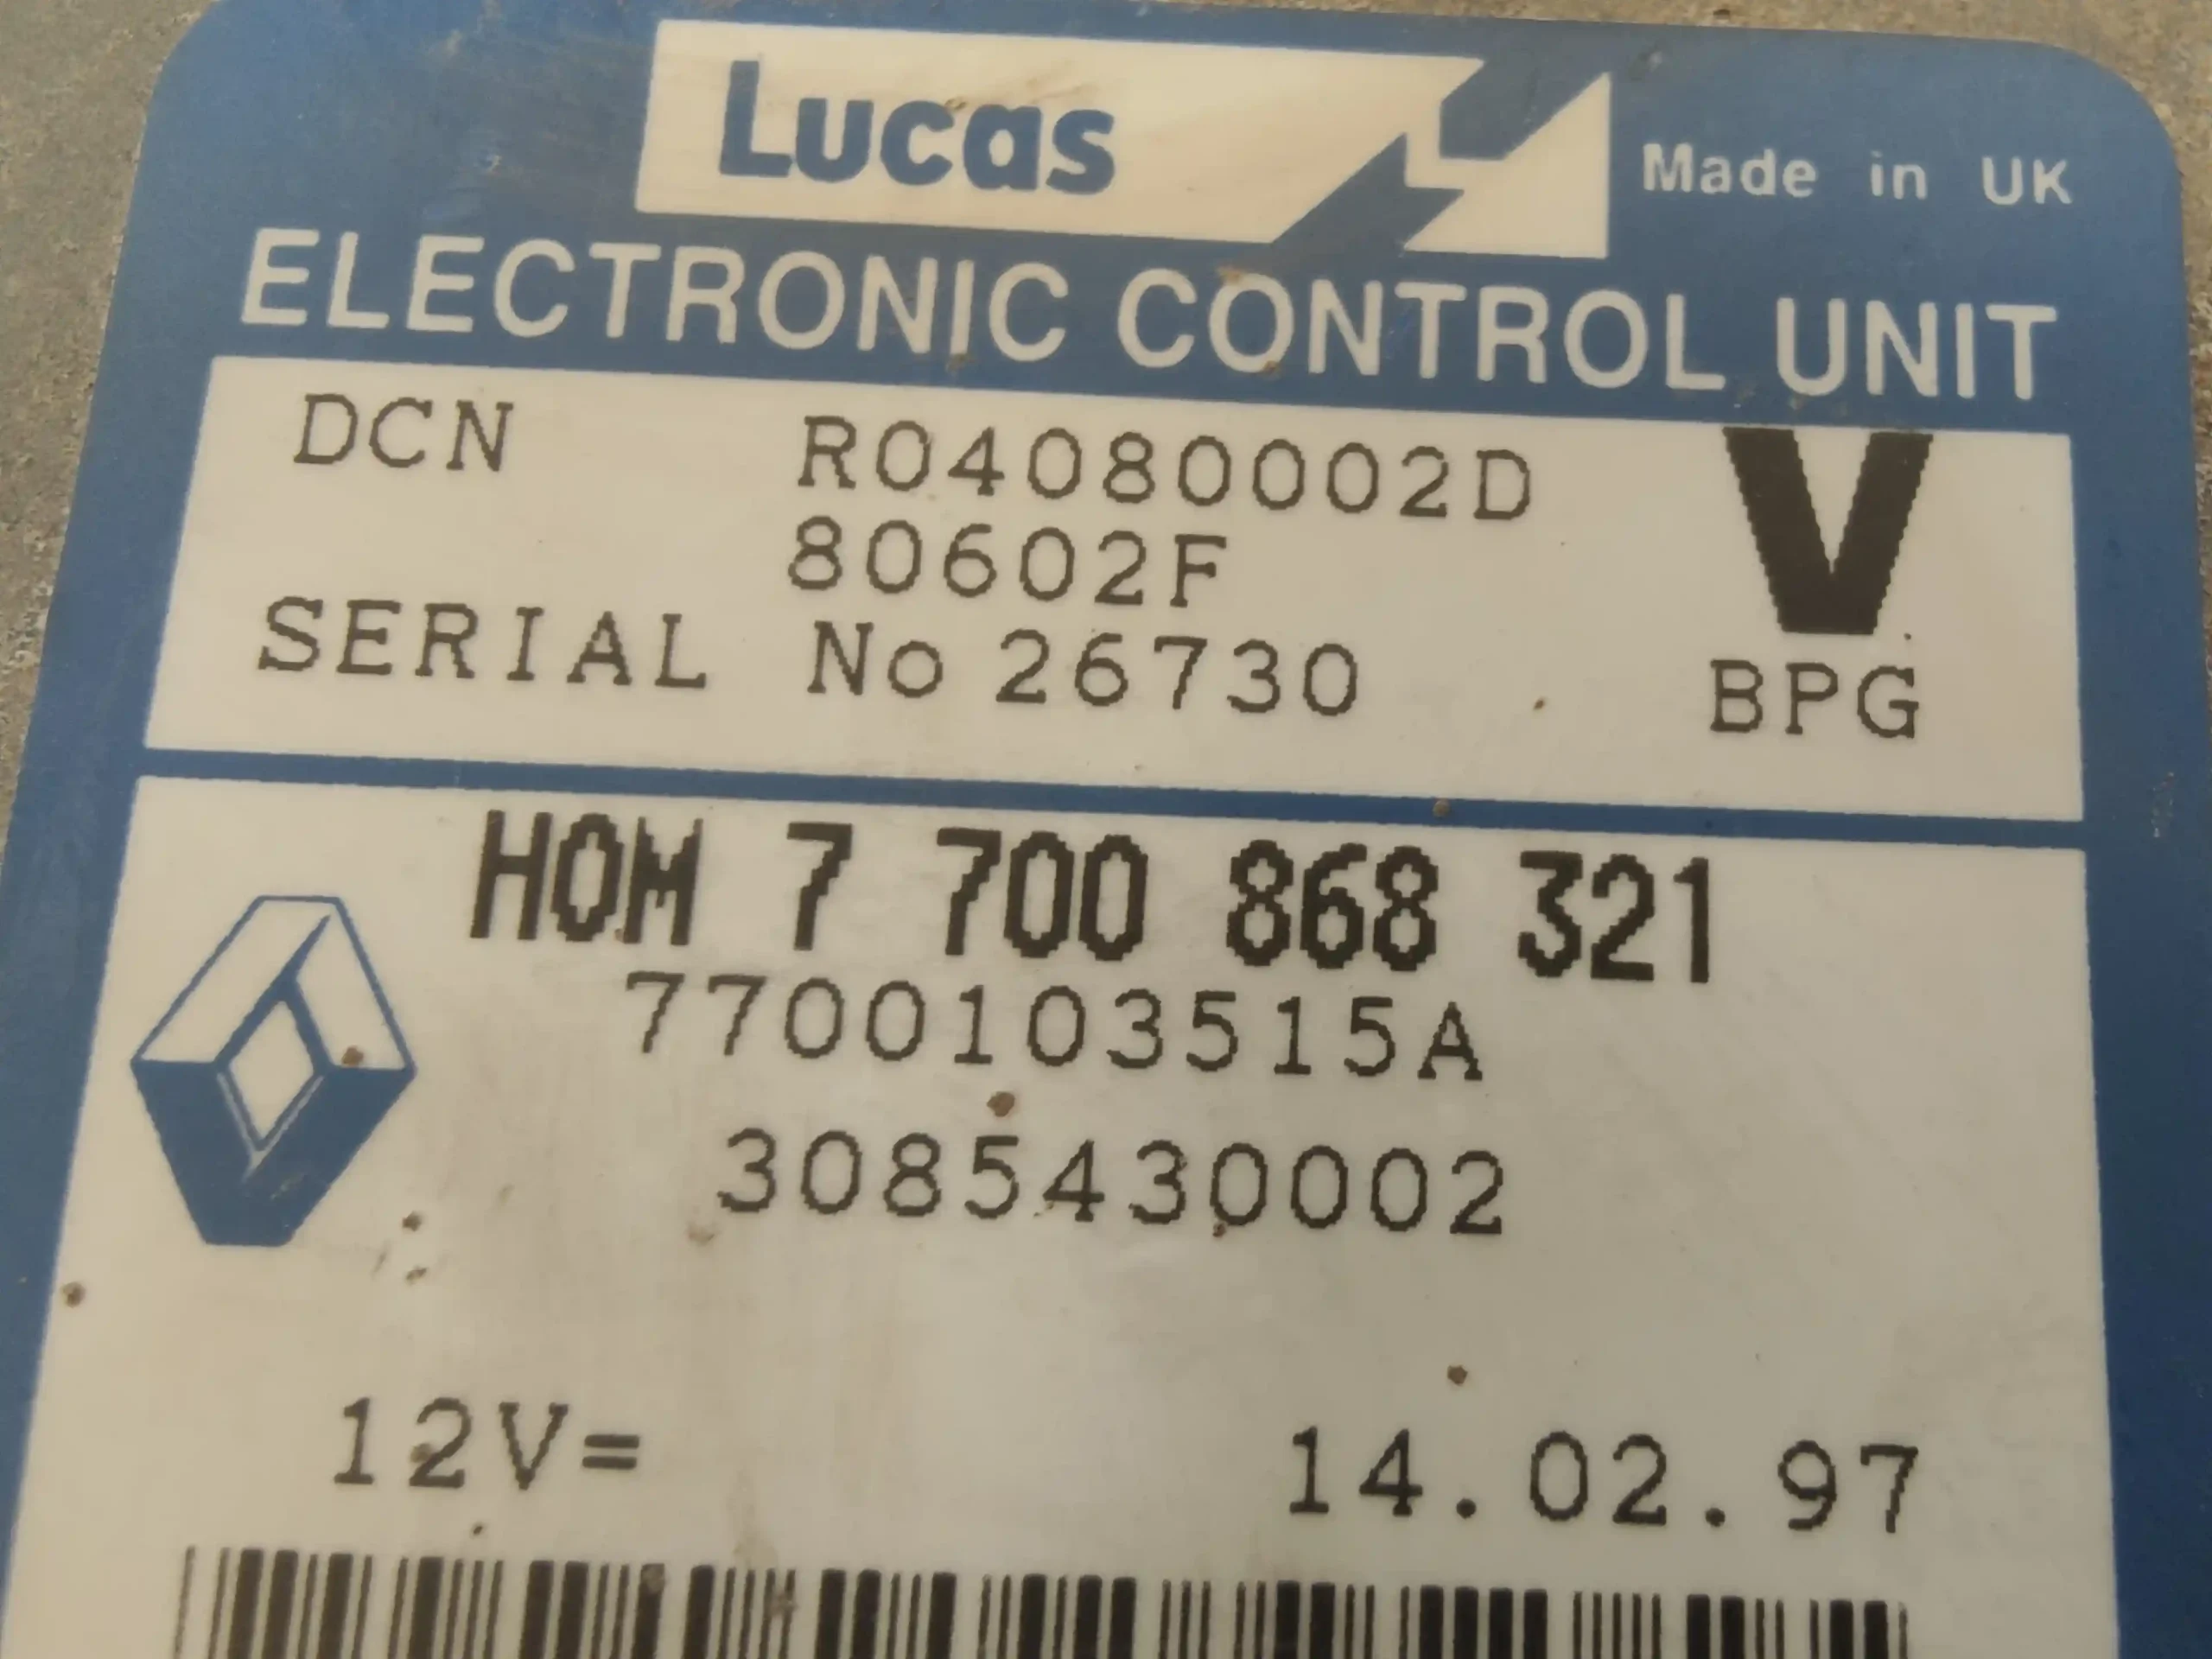 Lucas Made in UK
ELECTRONIC CONTROL UNIT
DCN R04080002D V
80602F
SERIAL No 26730 BPG
HOM 7 700 868 321
7700103515A
3085430002
12V= 14.02.97